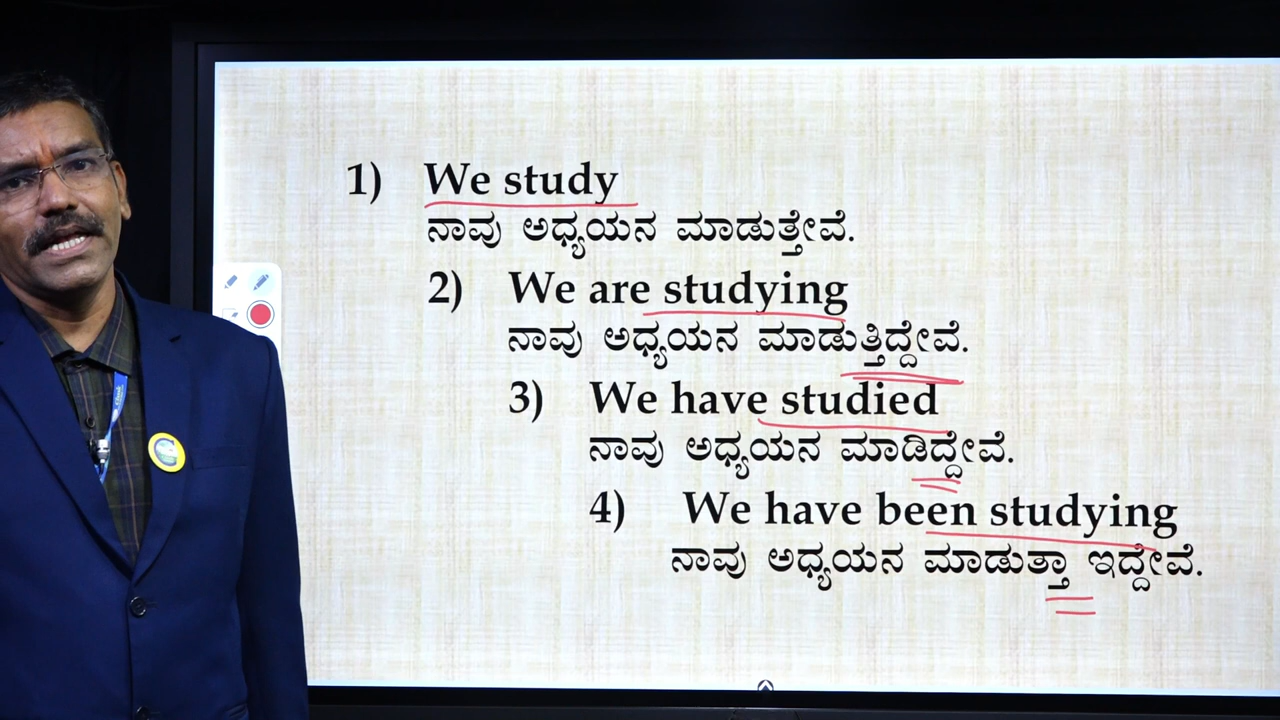 1) We study
ನಾವು ಅಧ್ಯಯನ ಮಾಡುತ್ತೇವೆ.
2) We are studying
ನಾವು ಅಧ್ಯಯನ ಮಾಡುತ್ತಿದ್ದೇವೆ.
3) We have studied
ನಾವು ಅಧ್ಯಯನ ಮಾಡಿದ್ದೇವೆ.
4) We have been studying
ನಾವು ಅಧ್ಯಯನ ಮಾಡುತ್ತಾ ಇದ್ದೇವೆ.